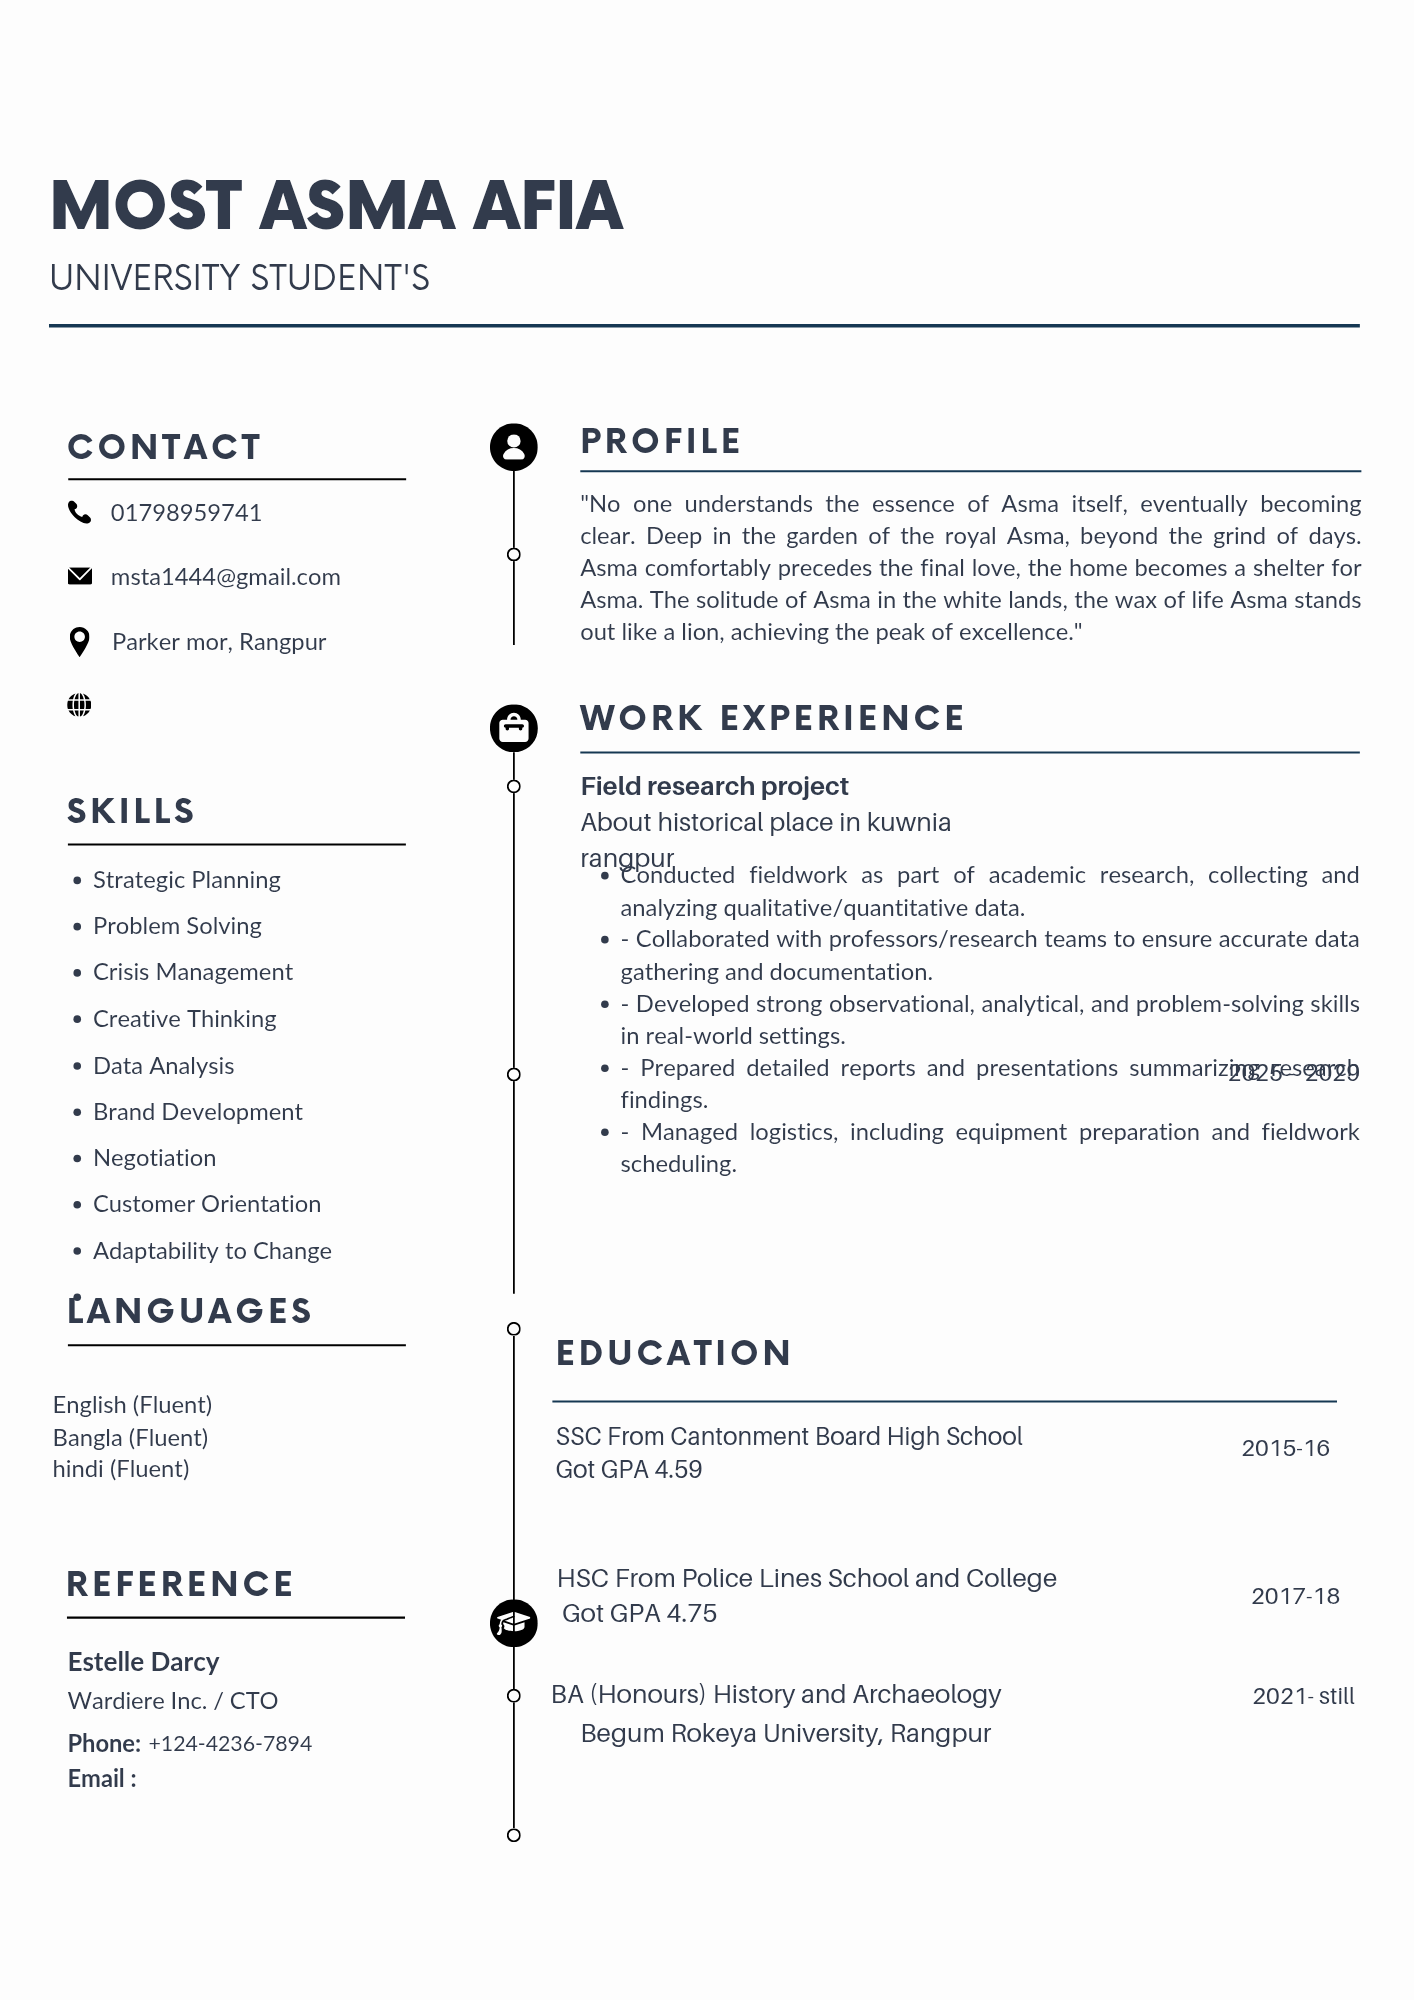 MOST ASMA AFIA
UNIVERSITY STUDENT'S
CONTACT
01798959741
msta1444@gmail.com
Parker mor, Rangpur
SKILLS
• Strategic Planning
• Problem Solving
• Crisis Management
• Creative Thinking
• Data Analysis
• Brand Development
• Negotiation
• Customer Orientation
• Adaptability to Change
LANGUAGES
English (Fluent)
Bangla (Fluent)
hindi (Fluent)
REFERENCE
Estelle Darcy
Wardiere Inc. / CTO
Phone: +124-4236-7894
Email :
PROFILE
"No one understands the essence of Asma itself, eventually becoming
clear. Deep in the garden of the royal Asma, beyond the grind of days.
Asma comfortably precedes the final love, the home becomes a shelter for
Asma. The solitude of Asma in the white lands, the wax of life Asma stands
out like a lion, achieving the peak of excellence."
WORK EXPERIENCE
Field research project
About historical place in kuwnia
rangpur
• Conducted fieldwork as part of academic research, collecting and
analyzing qualitative/quantitative data.
• - Collaborated with professors/research teams to ensure accurate data
gathering and documentation.
• - Developed strong observational, analytical, and problem-solving skills
in real-world settings.
• - Prepared detailed reports and presentations summarizing research
2025 - 2029
findings.
• - Managed logistics, including equipment preparation and fieldwork
scheduling.
EDUCATION
SSC From Cantonment Board High School
Got GPA 4.59
2015-16
HSC From Police Lines School and College
Got GPA 4.75
2017-18
BA (Honours) History and Archaeology
2021- still
Begum Rokeya University, Rangpur